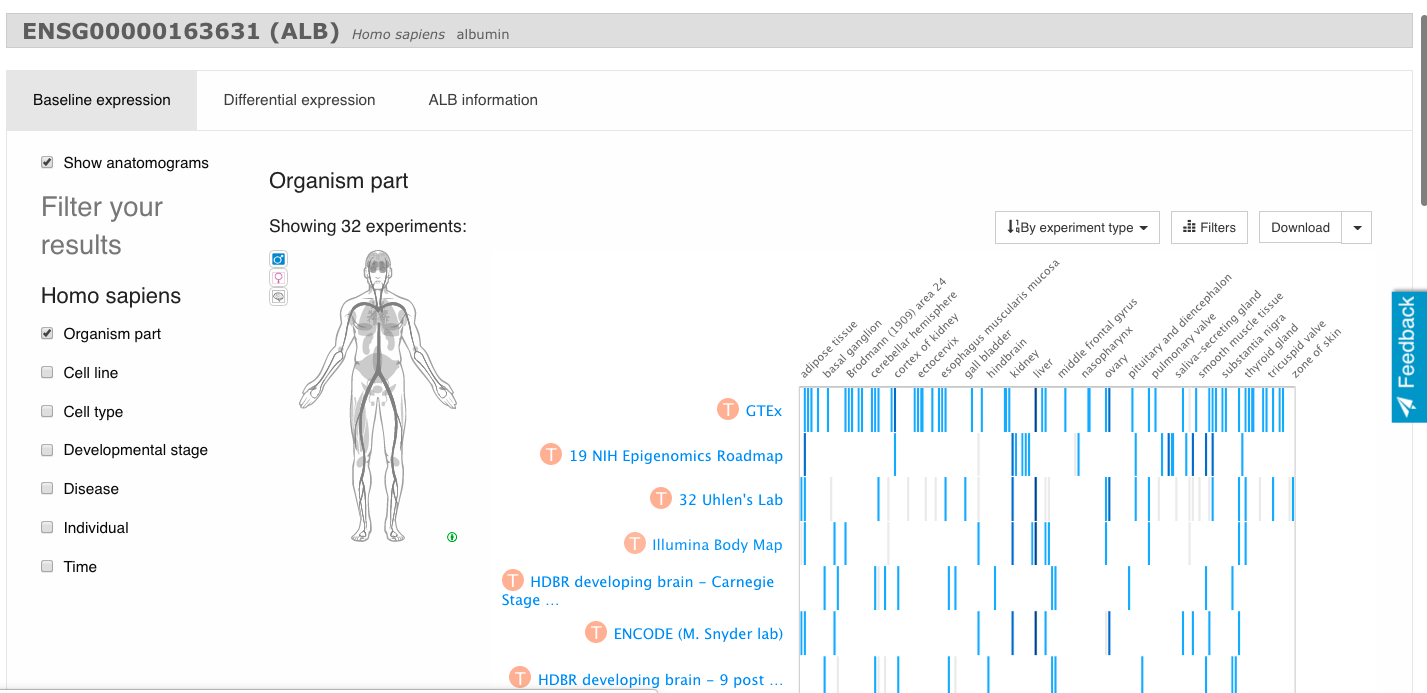 ENSG00000163631 (ALB) Homo sapiens albumin
Baseline expression Differential expression ALB information
Show anatomograms
Filter your
results
Homo sapiens
Organism part
Cell line
Cell type
Developmental stage
Disease
Individual
Time
Organism part
Showing 32 experiments:
By experiment type
Filters
Download
adipose tissue
basal ganglion
Brodmann (1909) area 24
cerebellar hemisphere
cortex of kidney
ectocervix
esophagus muscularis mucosa
gall bladder
hindbrain
kidney
liver
middle frontal gyrus
nasopharynx
ovary
pituitary and diencephalon
pulmonary valve
saliva-secreting gland
smooth muscle tissue
substantia nigra
thyroid gland
tricuspid valve
zone of skin
T GTEx
T 19 NIH Epigenomics Roadmap
T 32 Uhlen's Lab
T Illumina Body Map
T HDBR developing brain - Carnegie
Stage ...
T ENCODE (M. Snyder lab)
T HDBR developing brain - 9 post ...
Feedback